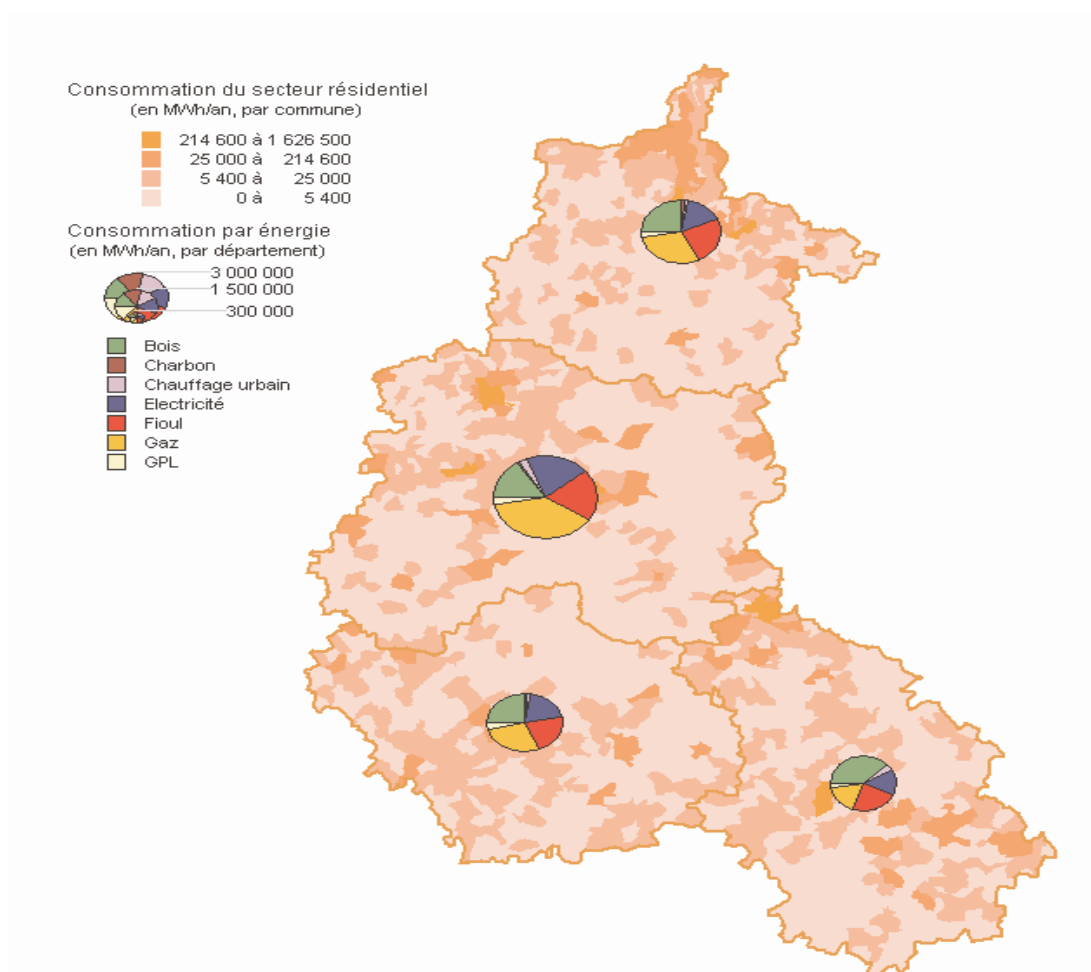 Consommation du secteur résidentiel
(en MWh/an, par commune)
214 600 à 1 626 500
25 000 à 214 600
5 400 à 25 000
0 à 5 400
Consommation par énergie
(en MWh/an, par département)
3 000 000
1 500 000
300 000
Bois
Charbon
Chauffage urbain
Electricité
Fioul
Gaz
GPL